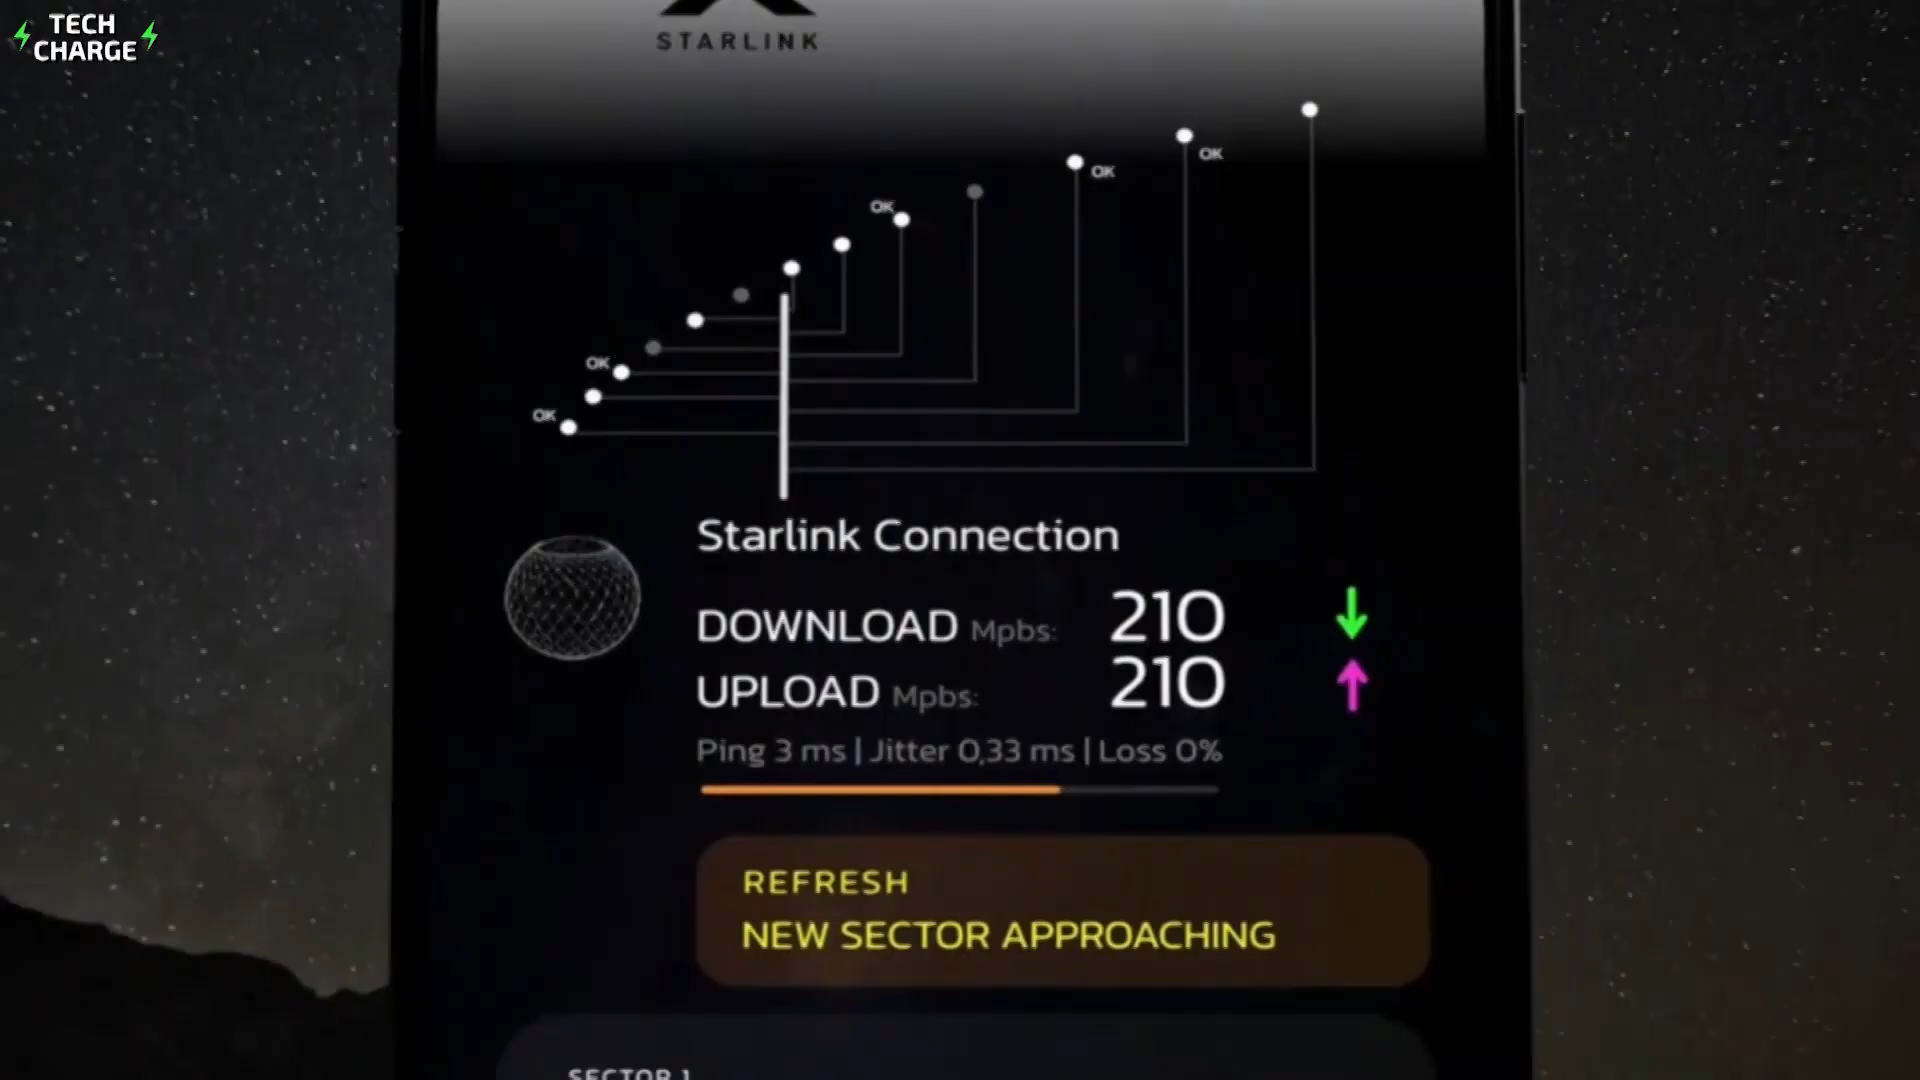 TECH
CHARGE
STARLINK
OK
OK
OK
OK
OK
Starlink Connection
DOWNLOAD Mpbs: 210
UPLOAD Mpbs: 210
Ping 3 ms | Jitter 0,33 ms | Loss 0%
REFRESH
NEW SECTOR APPROACHING
SECTOR 1